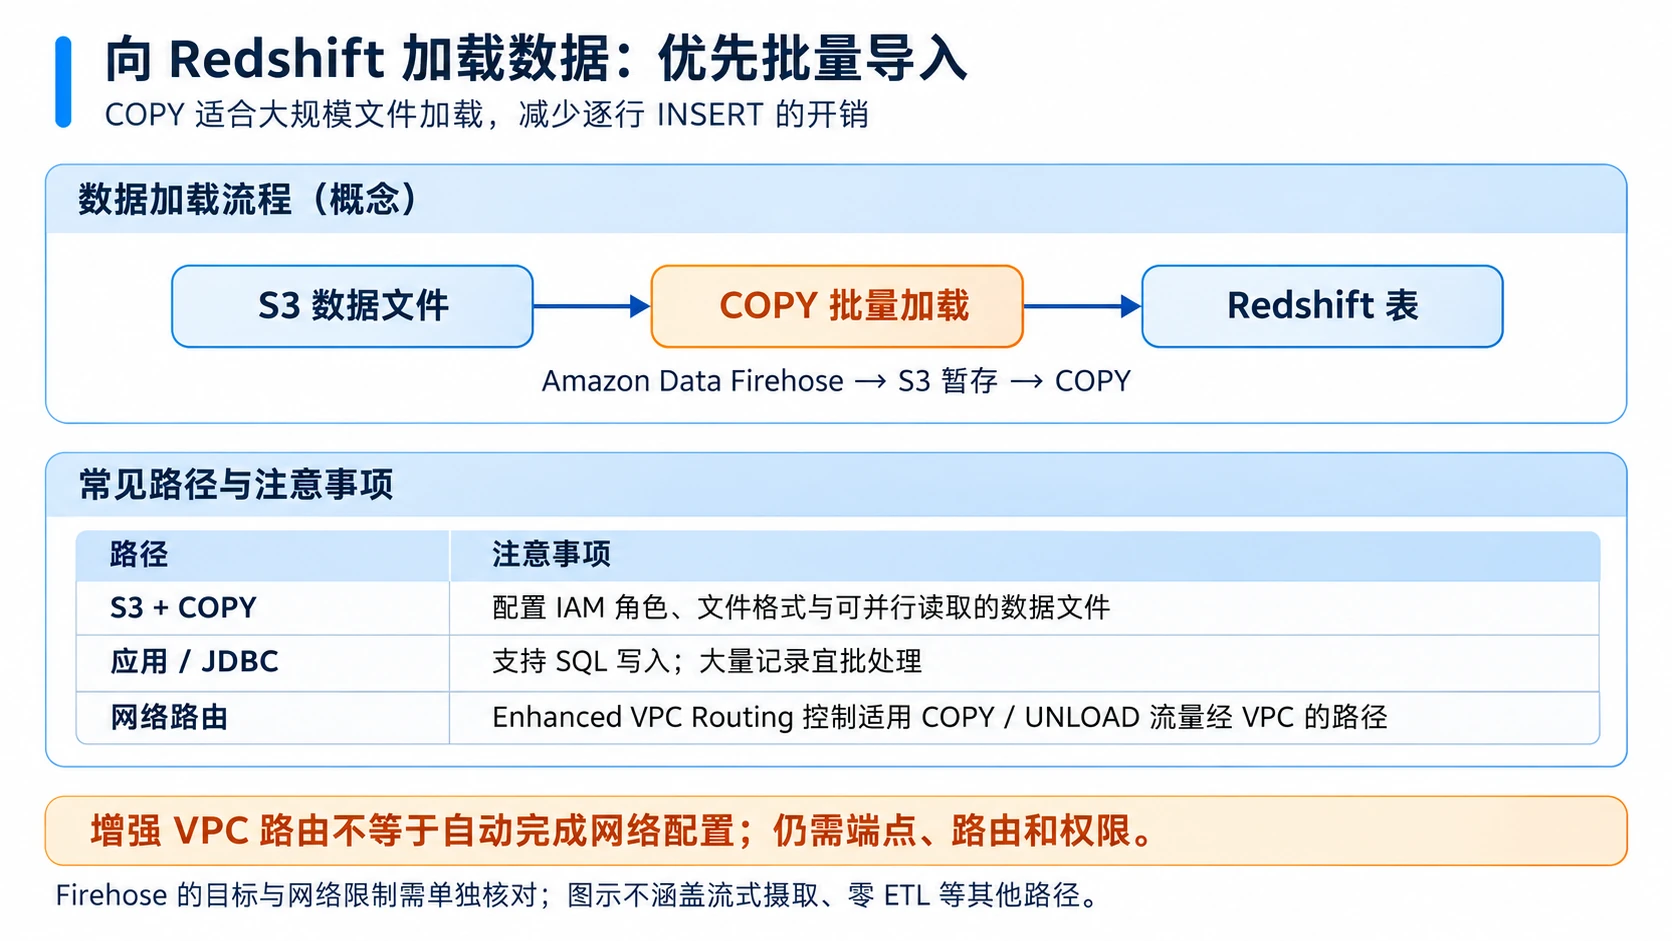 向 Redshift 加载数据：优先批量导入
COPY 适合大规模文件加载，减少逐行 INSERT 的开销
数据加载流程（概念）
S3 数据文件
COPY 批量加载
Redshift 表
Amazon Data Firehose → S3 暂存 → COPY
常见路径与注意事项
路径
注意事项
S3 + COPY
配置 IAM 角色、文件格式与可并行读取的数据文件
应用 / JDBC
支持 SQL 写入；大量记录宜批处理
网络路由
Enhanced VPC Routing 控制适用 COPY / UNLOAD 流量经 VPC 的路径
增强 VPC 路由不等于自动完成网络配置；仍需端点、路由和权限。
Firehose 的目标与网络限制需单独核对；图示不涵盖流式摄取、零 ETL 等其他路径。